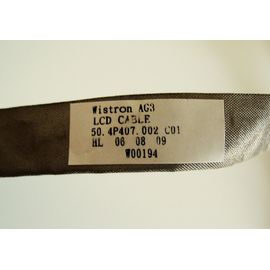 Wistron AG3
LCD CABLE
50.4P407.002 C01
HL 06 08 09
W00194